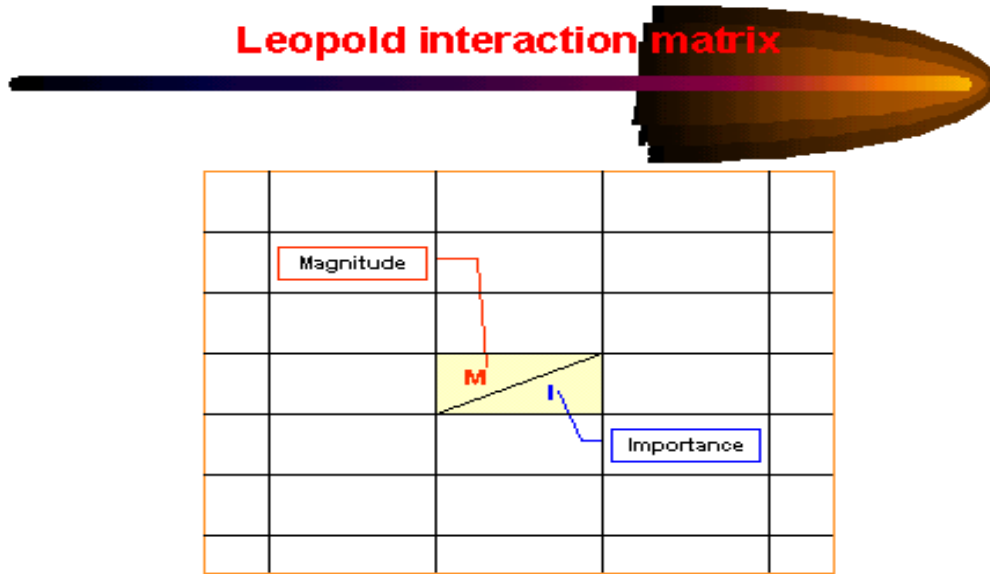 Leopold interaction matrix
Magnitude
M
I
Importance